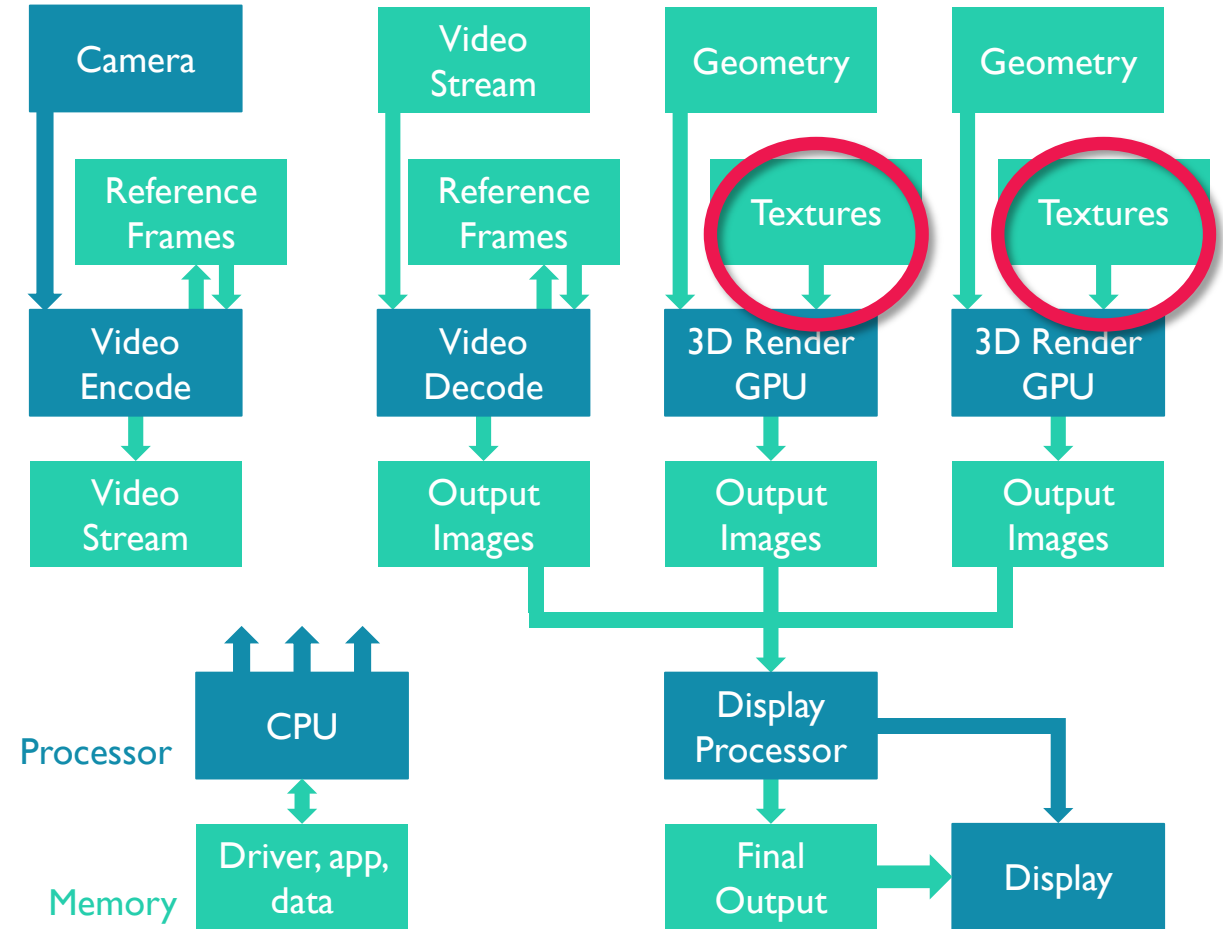 Camera
Video
Stream
Geometry
Geometry
Reference
Frames
Reference
Frames
Textures
Textures
Video
Encode
Video
Decode
3D Render
GPU
3D Render
GPU
Video
Stream
Output
Images
Output
Images
Output
Images
CPU
Processor
Display
Processor
Driver, app,
data
Memory
Final
Output
Display